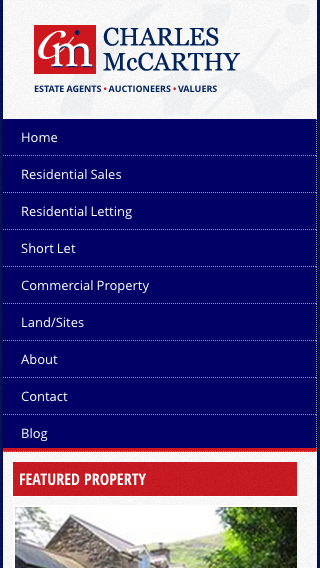 cm CHARLES
McCARTHY
ESTATE AGENTS • AUCTIONEERS • VALUERS
Home
Residential Sales
Residential Letting
Short Let
Commercial Property
Land/Sites
About
Contact
Blog
FEATURED PROPERTY